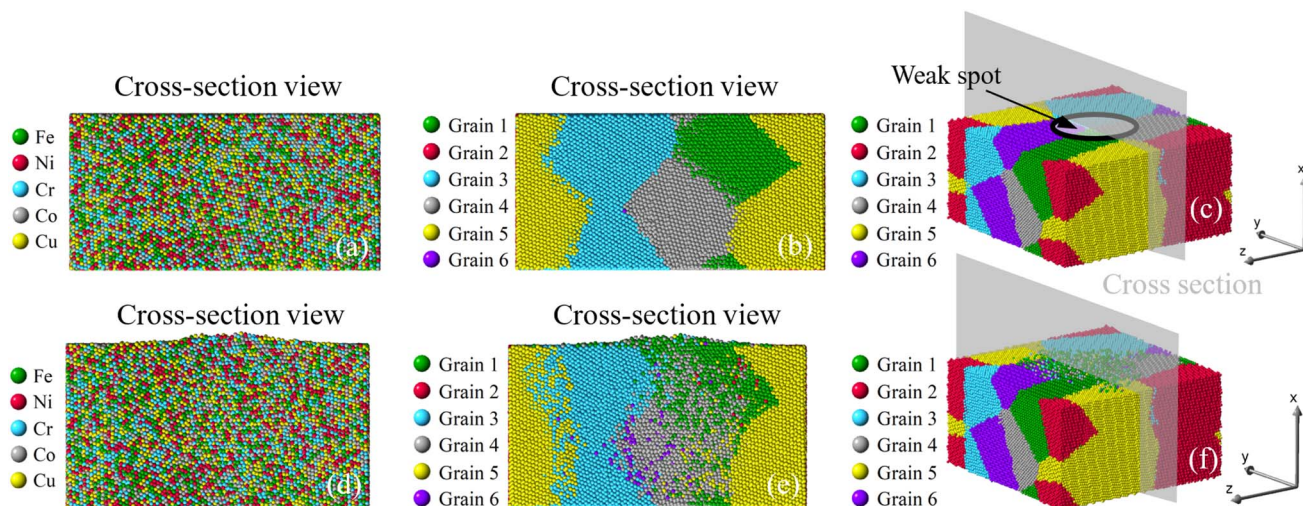 Cross-section view
Fe
Ni
Cr
Co
Cu
(a)
Cross-section view
Grain 1
Grain 2
Grain 3
Grain 4
Grain 5
Grain 6
(b)
Weak spot
Grain 1
Grain 2
Grain 3
Grain 4
Grain 5
Grain 6
(c)
x
y
z
Cross section
Cross-section view
Fe
Ni
Cr
Co
Cu
(d)
Cross-section view
Grain 1
Grain 2
Grain 3
Grain 4
Grain 5
Grain 6
(e)
Grain 1
Grain 2
Grain 3
Grain 4
Grain 5
Grain 6
(f)
x
y
z